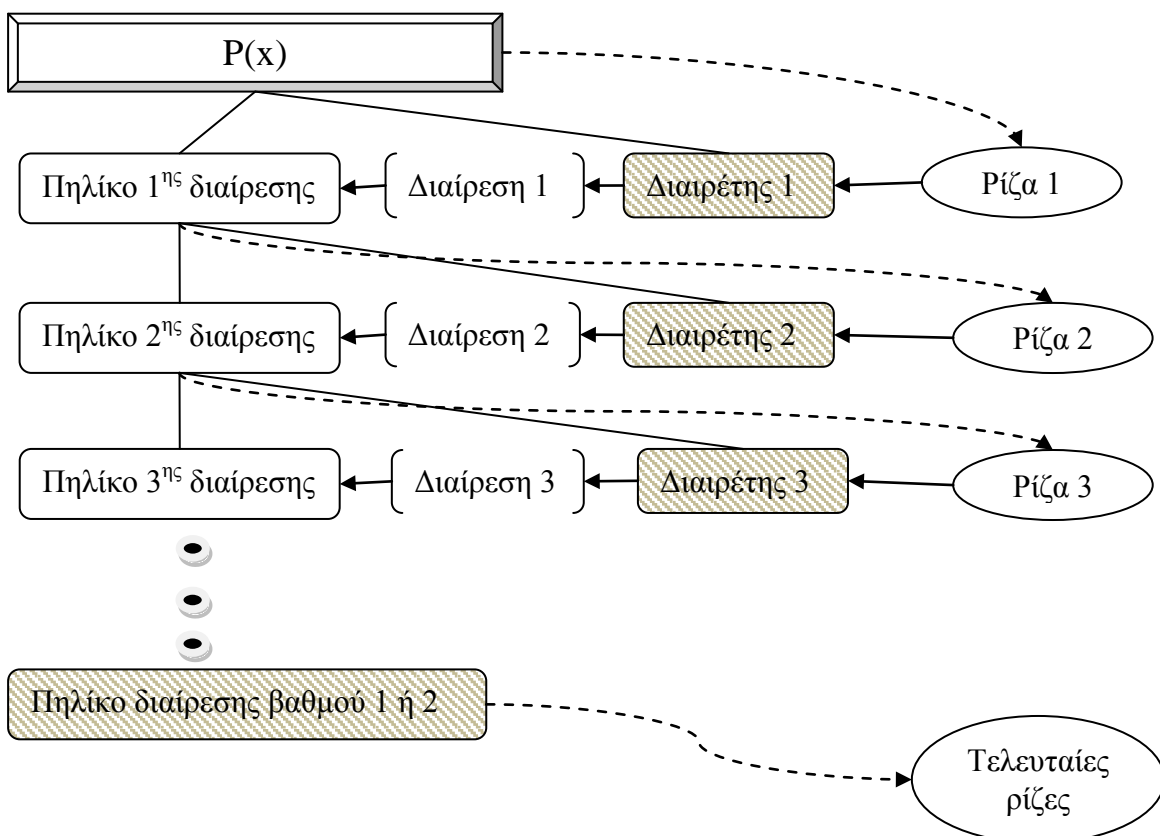 P(x)
Πηλίκο 1ης διαίρεσης Διαίρεση 1 Διαιρέτης 1 Ρίζα 1
Πηλίκο 2ης διαίρεσης Διαίρεση 2 Διαιρέτης 2 Ρίζα 2
Πηλίκο 3ης διαίρεσης Διαίρεση 3 Διαιρέτης 3 Ρίζα 3
Πηλίκο διαίρεσης βαθμού 1 ή 2
Τελευταίες
ρίζες